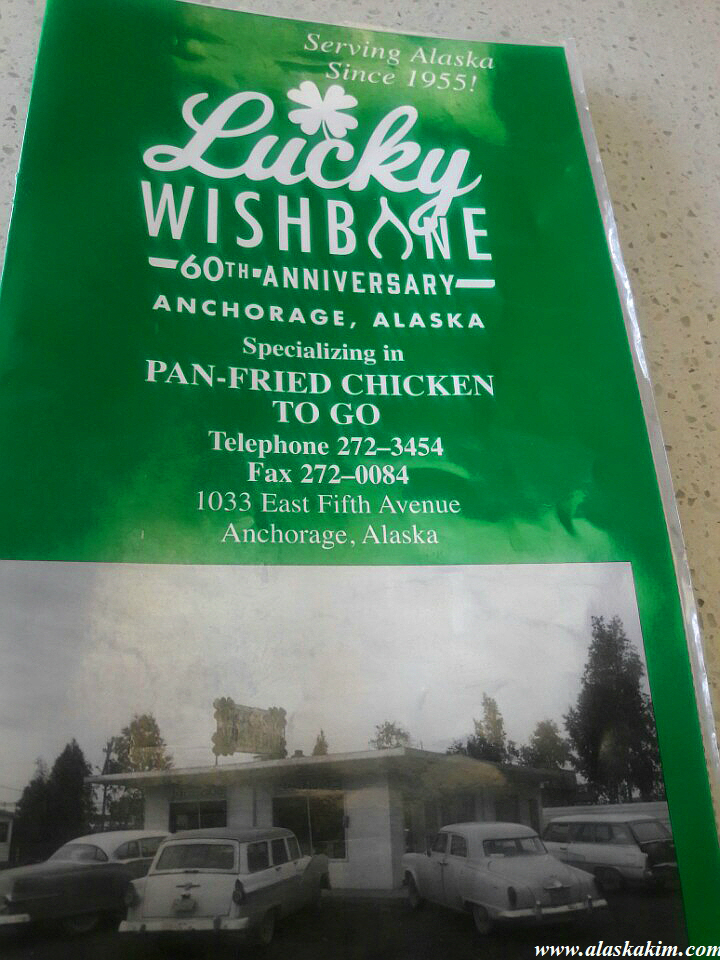 Serving Alaska
Since 1955!
Lucky
WISHBONE
60TH ANNIVERSARY
ANCHORAGE, ALASKA
Specializing in
PAN-FRIED CHICKEN
TO GO
Telephone 272–3454
Fax 272–0084
1033 East Fifth Avenue
Anchorage, Alaska
www.alaskakim.com